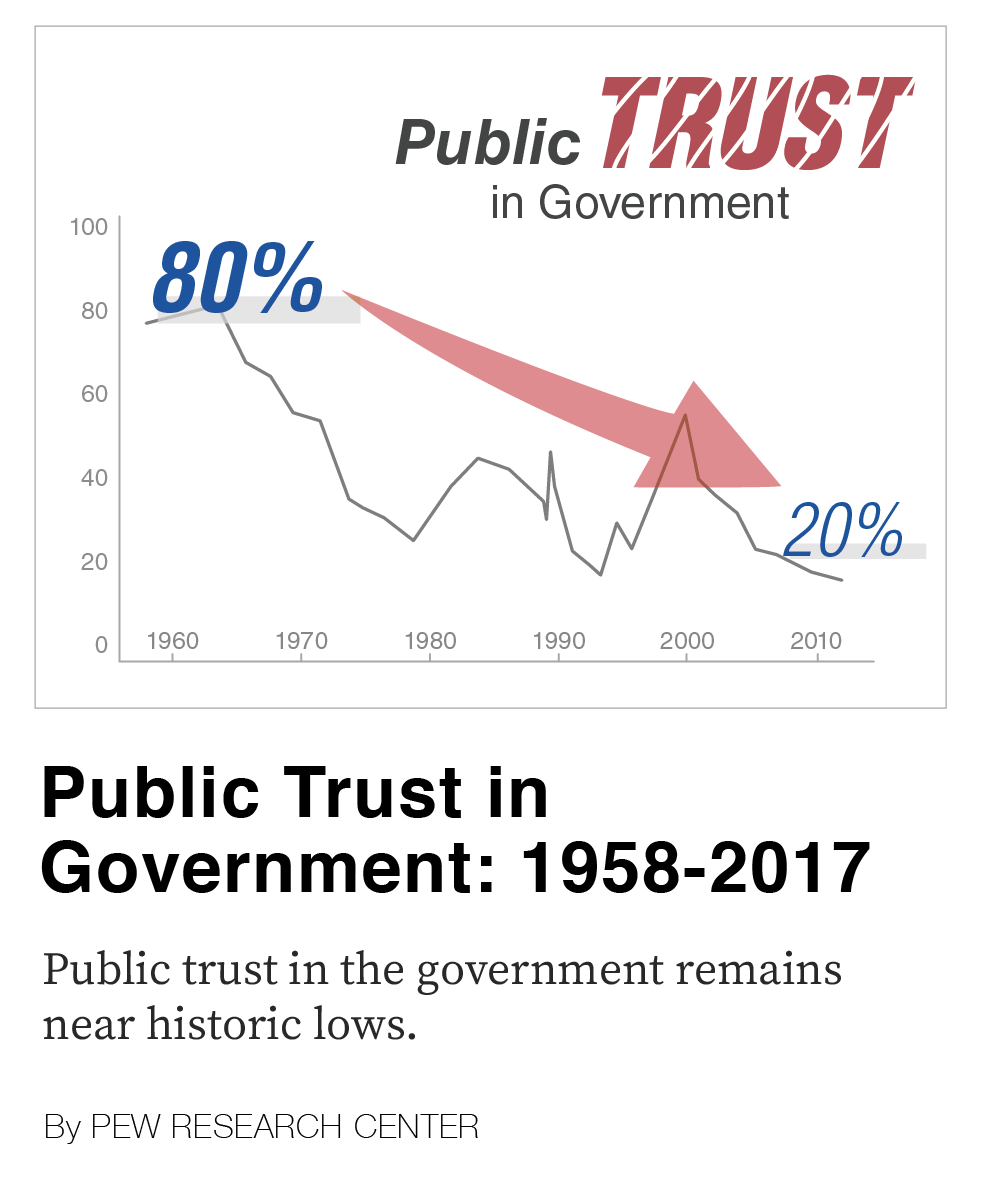 Public TRUST
in Government
100
80%
80
60
40
20%
20
0
1960 1970 1980 1990 2000 2010
Public Trust in
Government: 1958-2017
Public trust in the government remains
near historic lows.
By PEW RESEARCH CENTER